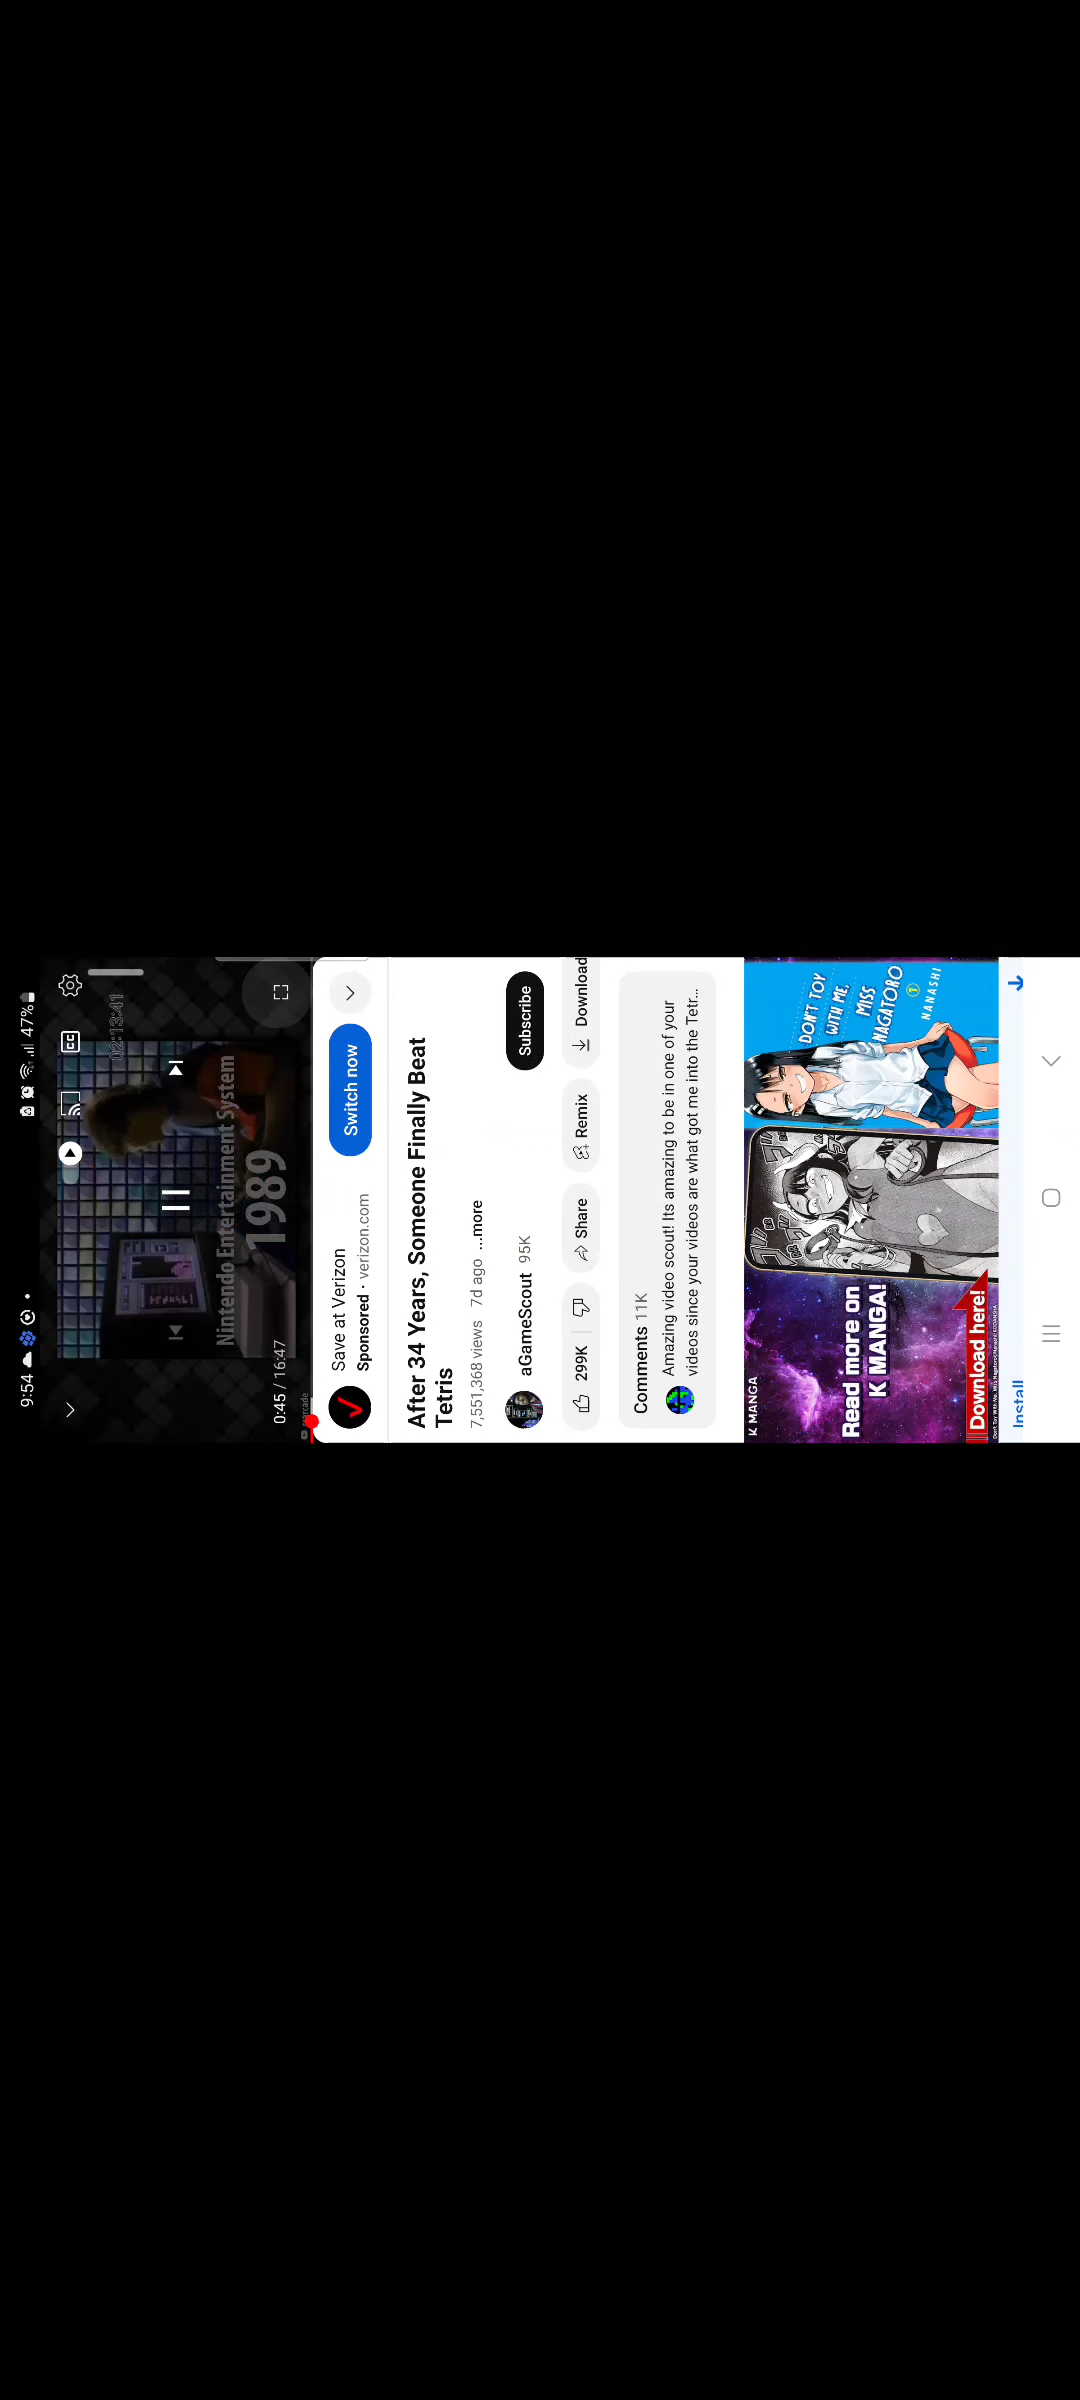 9:54
47%
CC
02:13:41
Nintendo Entertainment System
1989
0:45 / 16:47
Save at Verizon
Sponsored · verizon.com
Switch now
After 34 Years, Someone Finally Beat
Tetris
7,551,368 views 7d ago ...more
aGameScout 95K
Subscribe
299K
Share
Remix
Download
Comments 11K
Amazing video scout! Its amazing to be in one of your
videos since your videos are what got me into the Tetr...
K MANGA
Read more on
K MANGA!
Download here!
DON'T TOY
WITH ME,
MISS
NAGATORO
1
NANASHI
Install